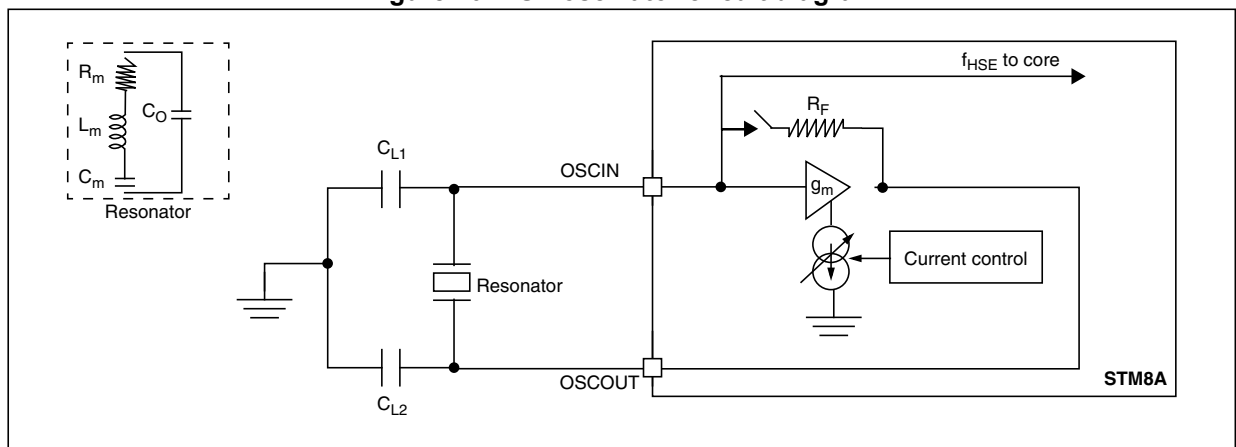 f_HSE to core
R_m
C_O
R_F
L_m
C_L1
OSCIN
C_m
g_m
Resonator
Current control
Resonator
OSCOUT
STM8A
C_L2